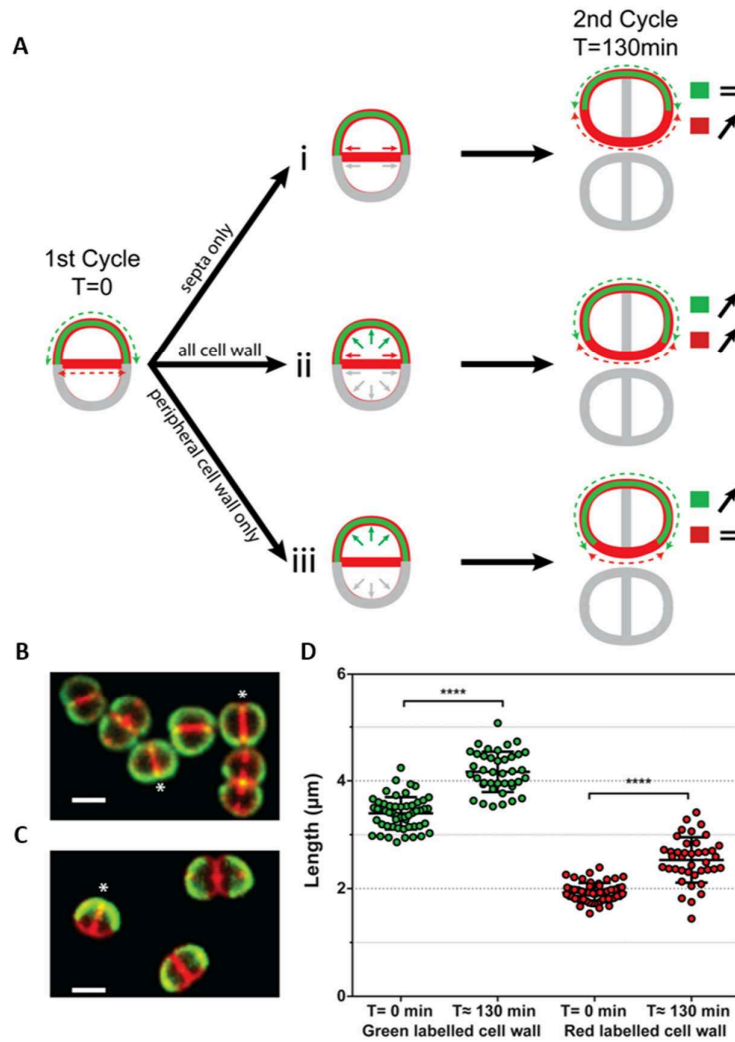 A
2nd Cycle
T=130min
=
i
septa only
1st Cycle
T=0
all cell wall
ii
peripheral cell wall only
iii
=
B
*
*
C
*
D
6
****
4
****
2
0
Length (µm)
T= 0 min T≈ 130 min T= 0 min T≈ 130 min
Green labelled cell wall Red labelled cell wall